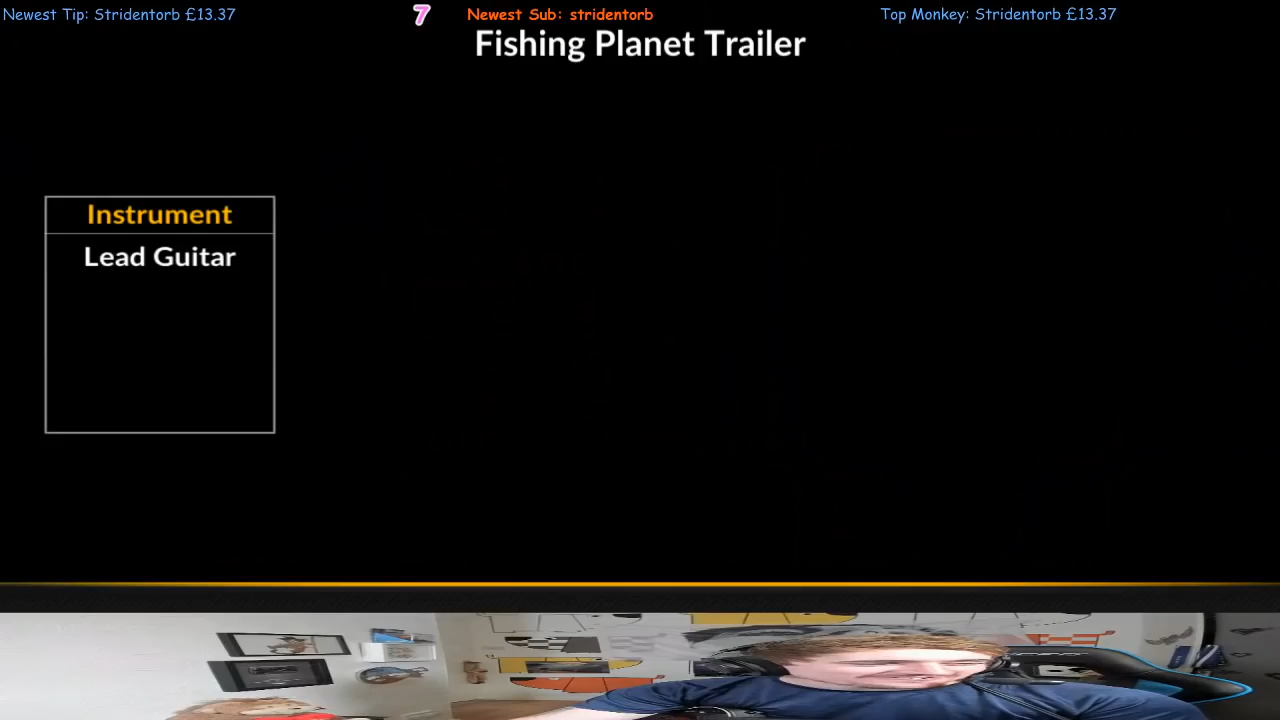 Newest Tip: Stridentorb £13.37
7
Newest Sub: stridentorb
Top Monkey: Stridentorb £13.37
Fishing Planet Trailer
Instrument
Lead Guitar